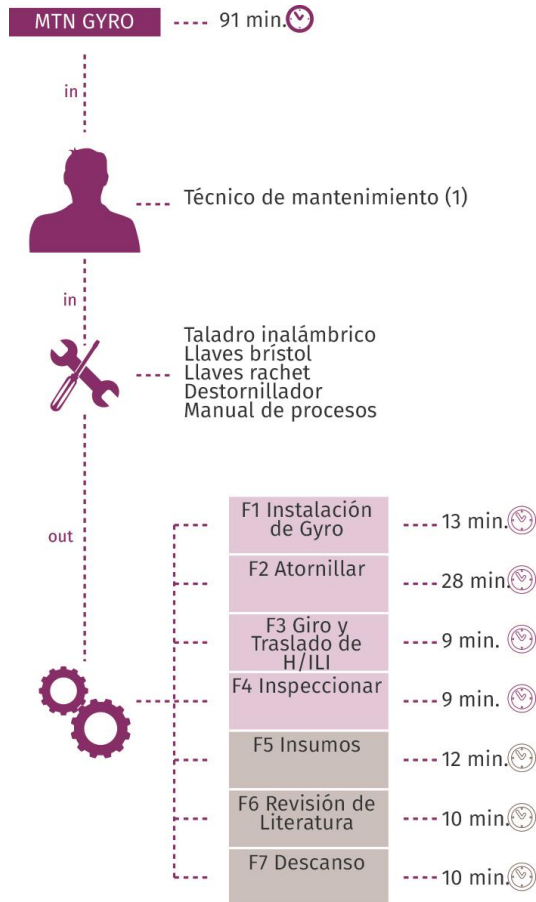 MTN GYRO
91 min.
in
Técnico de mantenimiento (1)
in
Taladro inalámbrico
Llaves brístol
Llaves rachet
Destornillador
Manual de procesos
out
F1 Instalación
de Gyro
13 min.
F2 Atornillar
28 min.
F3 Giro y
Traslado de
H/ILI
9 min.
F4 Inspeccionar
9 min.
F5 Insumos
12 min.
F6 Revisión de
Literatura
10 min.
F7 Descanso
10 min.